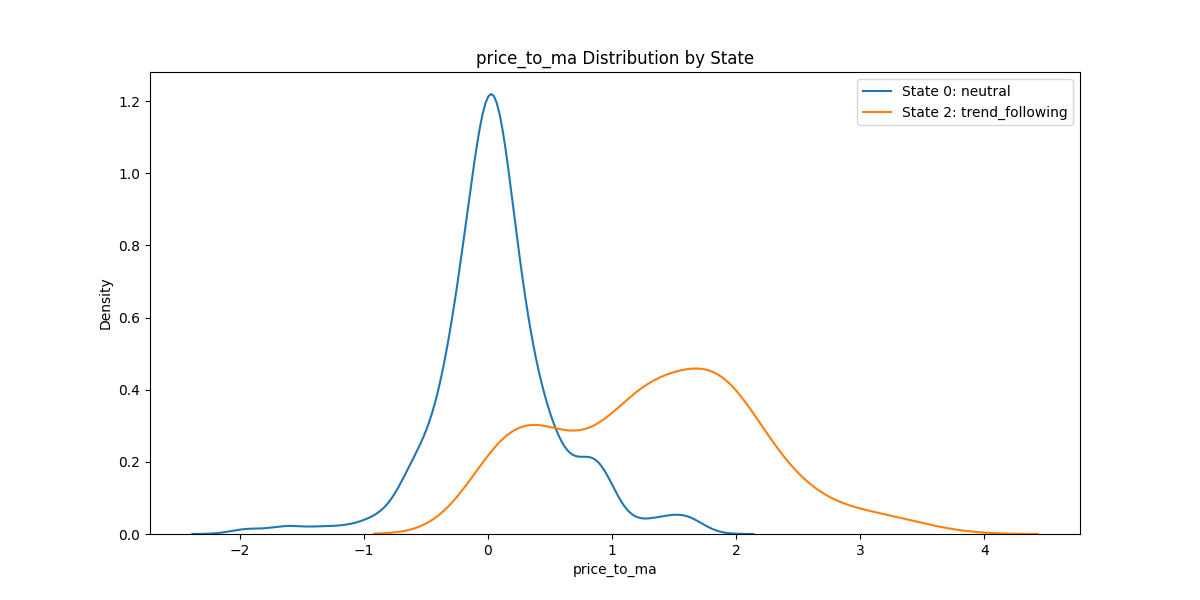 price_to_ma Distribution by State
State 0: neutral
State 2: trend_following
Density
1.2
1.0
0.8
0.6
0.4
0.2
0.0
−2 −1 0 1 2 3 4
price_to_ma